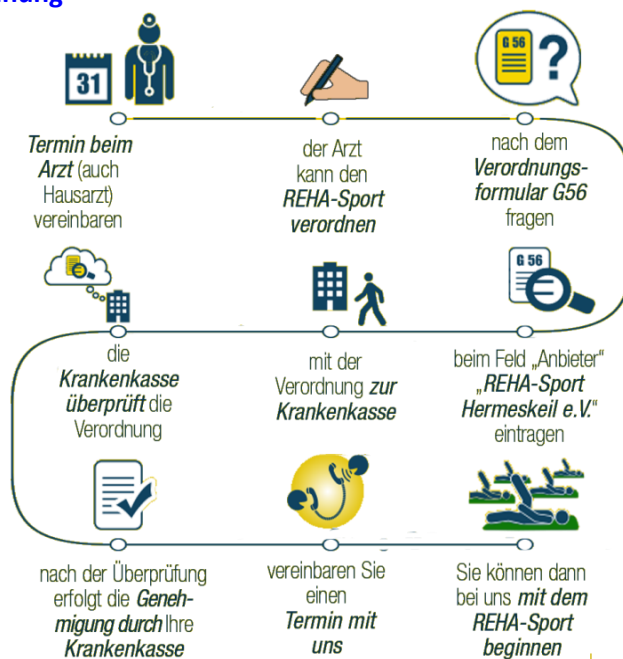 31
G 56
?
Termin beim
Arzt (auch
Hausarzt)
vereinbaren
der Arzt
kann den
REHA-Sport
verordnen
nach dem
Verordnungs-
formular G56
fragen
G 56
beim Feld „Anbieter“
„REHA-Sport
Hermeskeil e.V.“
eintragen
mit der
Verordnung zur
Krankenkasse
die
Krankenkasse
überprüft die
Verordnung
nach der Überprüfung
erfolgt die Geneh-
migung durch Ihre
Krankenkasse
vereinbaren Sie
einen
Termin mit
uns
Sie können dann
bei uns mit dem
REHA-Sport
beginnen